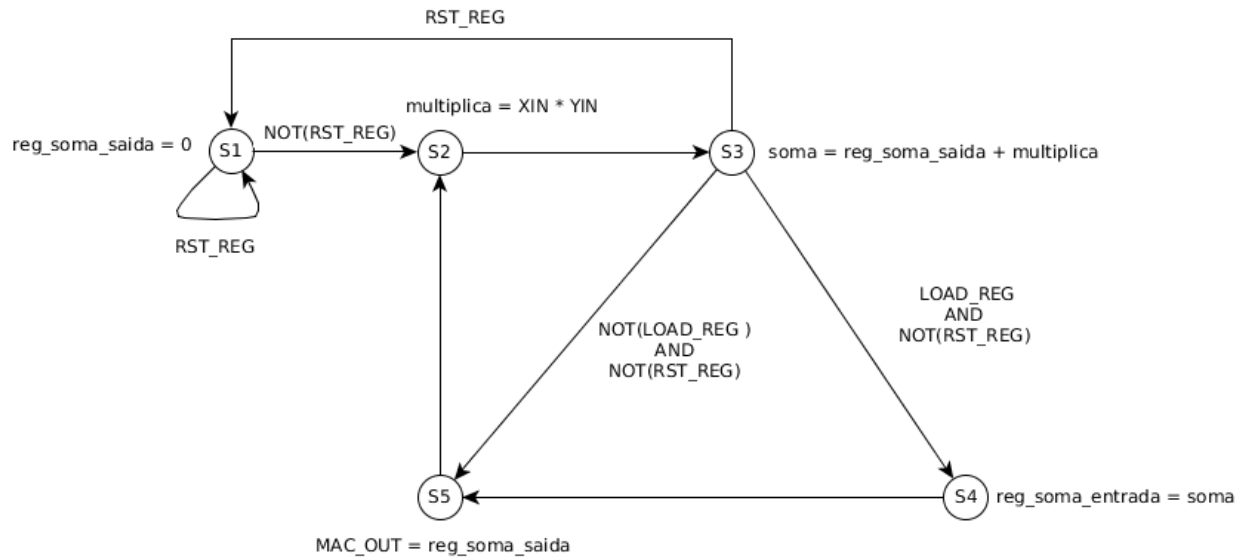 RST_REG
multiplica = XIN * YIN
reg_soma_saida = 0
S1
NOT(RST_REG)
S2
S3
soma = reg_soma_saida + multiplica
RST_REG
LOAD_REG
AND
NOT(RST_REG)
NOT(LOAD_REG )
AND
NOT(RST_REG)
S5
S4
reg_soma_entrada = soma
MAC_OUT = reg_soma_saida